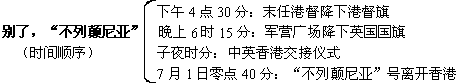 下午4点30分：末任港督降下港督旗
别了，“不列颠尼亚”
晚上6时15分：军营广场降下英国国旗
（时间顺序）
子夜时分：中英香港交接仪式
7月1日零点40分：“不列颠尼亚”号离开香港